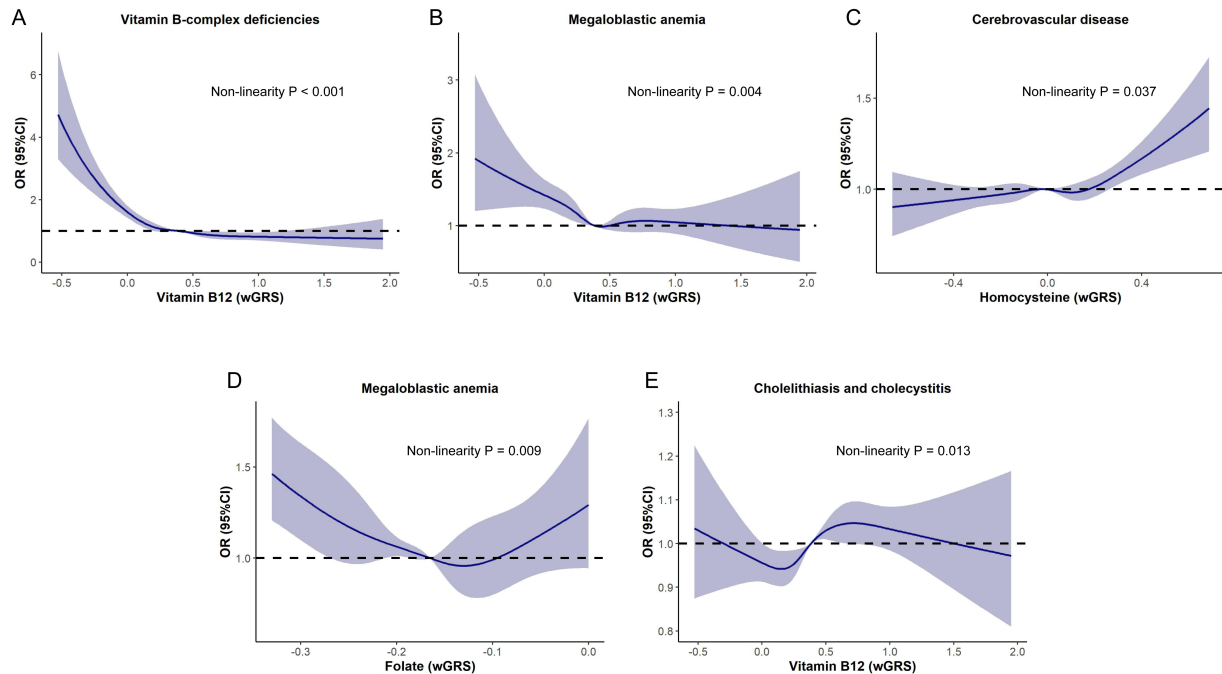 A
Vitamin B-complex deficiencies
OR (95%CI)
6
4
2
0
Non-linearity P < 0.001
-0.5 0.0 0.5 1.0 1.5 2.0
Vitamin B12 (wGRS)
B
Megaloblastic anemia
OR (95%CI)
3
2
1
Non-linearity P = 0.004
-0.5 0.0 0.5 1.0 1.5 2.0
Vitamin B12 (wGRS)
C
Cerebrovascular disease
OR (95%CI)
1.5
1.0
Non-linearity P = 0.037
-0.4 0.0 0.4
Homocysteine (wGRS)
D
Megaloblastic anemia
OR (95%CI)
1.5
1.0
Non-linearity P = 0.009
-0.3 -0.2 -0.1 0.0
Folate (wGRS)
E
Cholelithiasis and cholecystitis
OR (95%CI)
1.3
1.2
1.1
1.0
0.9
0.8
Non-linearity P = 0.013
-0.5 0.0 0.5 1.0 1.5 2.0
Vitamin B12 (wGRS)